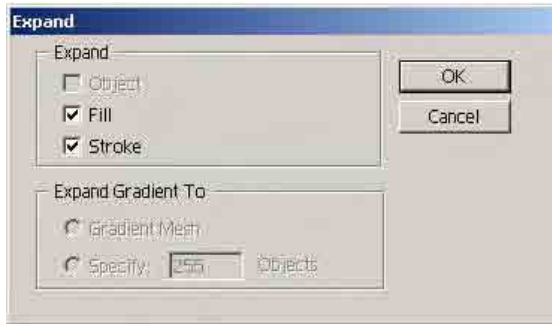 Expand
Expand
Object
Fill
Stroke
OK
Cancel
Expand Gradient To
Gradient Mesh
Specify: 255 Objects